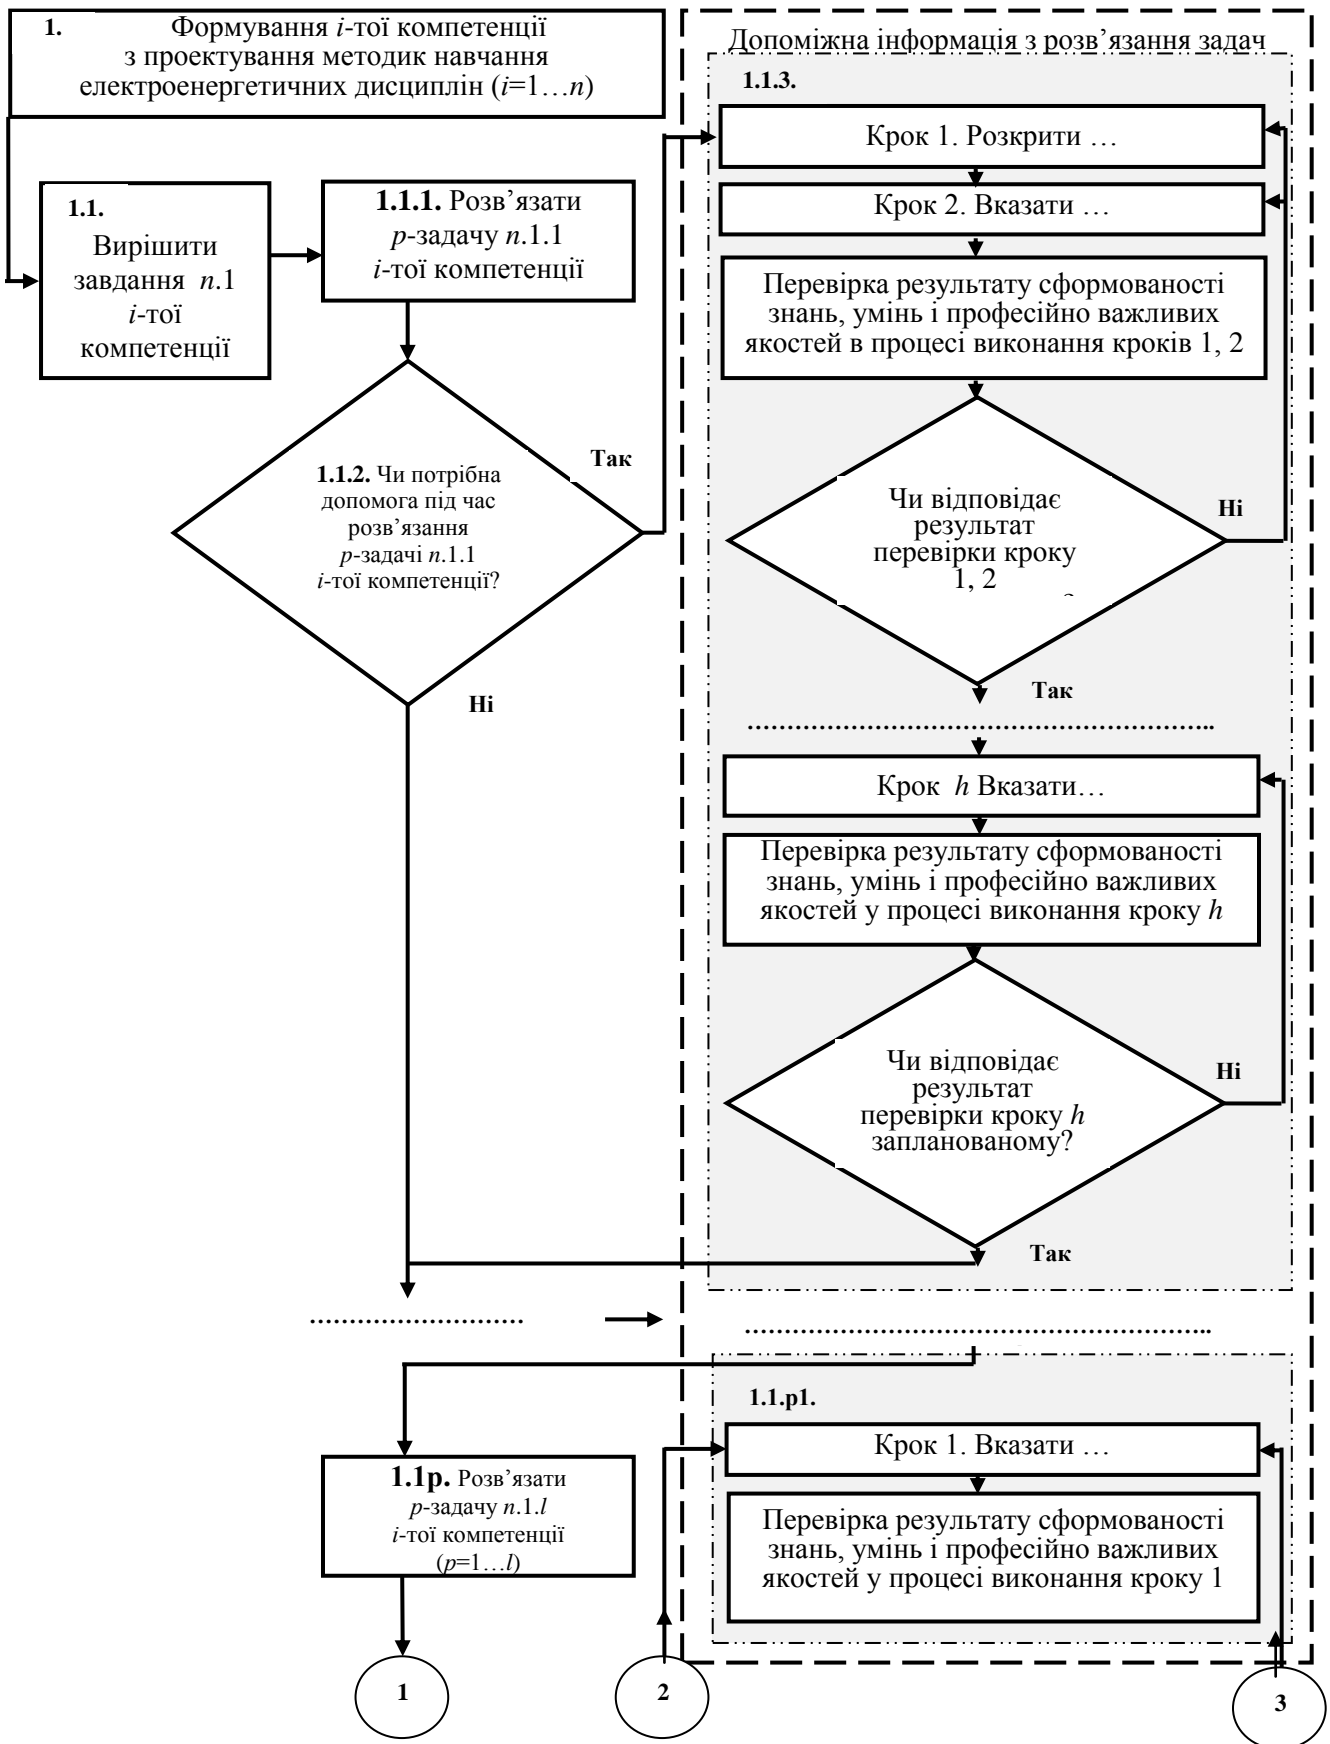 1. Формування i-тої компетенції
з проектування методик навчання
електроенергетичних дисциплін (i=1…n)
Допоміжна інформація з розв’язання задач
1.1.
Вирішити
завдання n.1
i-тої
компетенції
1.1.1. Розв’язати
p-задачу n.1.1
i-тої компетенції
1.1.2. Чи потрібна
допомога під час
розв’язання
p-задачі n.1.1
i-тої компетенції?
Так
Ні
1.1.3.
Крок 1. Розкрити …
Крок 2. Вказати …
Перевірка результату сформованості
знань, умінь і професійно важливих
якостей в процесі виконання кроків 1, 2
Чи відповідає
результат
перевірки кроку
1, 2
Ні
Так
………………………………………………..
Крок h Вказати…
Перевірка результату сформованості
знань, умінь і професійно важливих
якостей у процесі виконання кроку h
Чи відповідає
результат
перевірки кроку h
запланованому?
Ні
Так
……………………
………………………………………………..
1.1p. Розв’язати
p-задачу n.1.l
i-тої компетенції
(p=1…l)
1.1.p1.
Крок 1. Вказати …
Перевірка результату сформованості
знань, умінь і професійно важливих
якостей у процесі виконання кроку 1
1
2
3